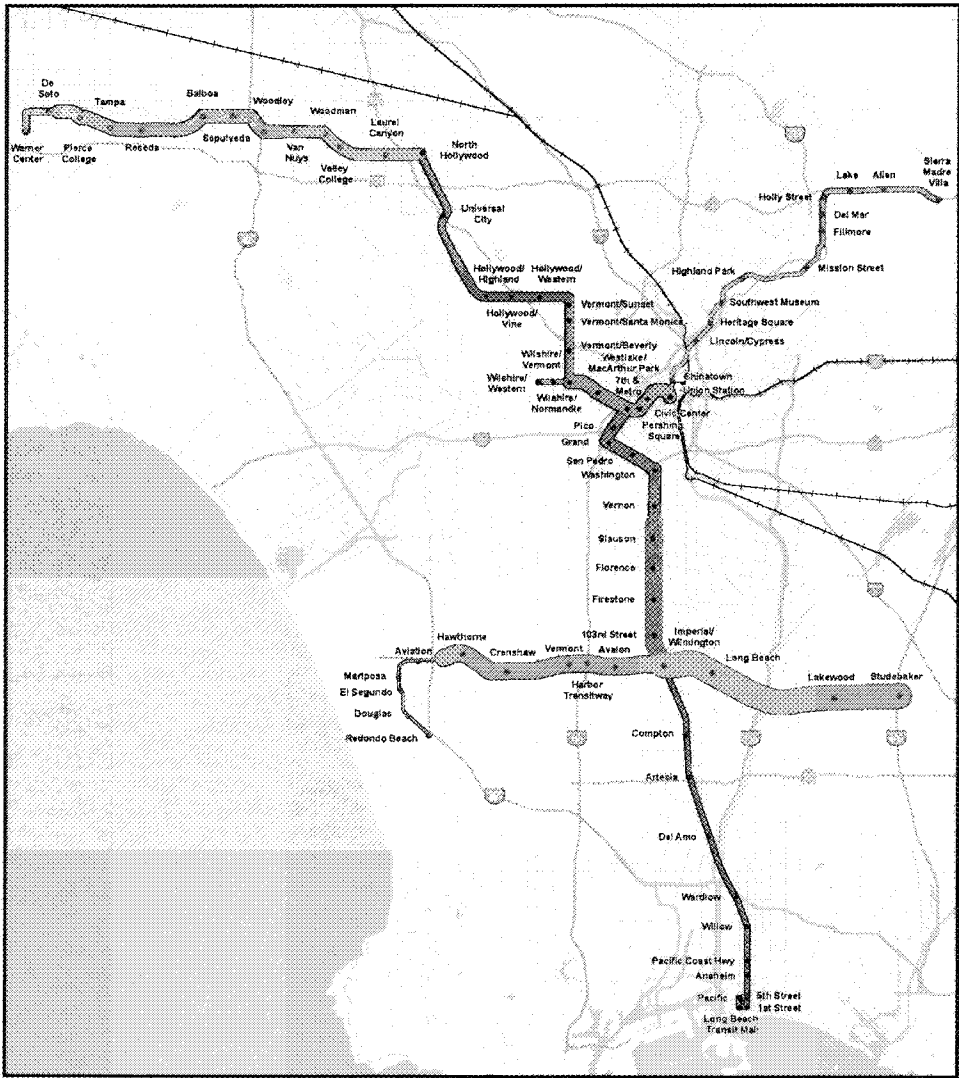 De
Soto
Tampa
Balboa
Woodley
Woodman
Laurel
Canyon
Warner
Center
Pierce
College
Reseda
Sepulveda
Van
Nuys
Valley
College
North
Hollywood
Universal
City
Sierra
Madre
Villa
Lake
Allen
Holly Street
Del Mar
Fillmore
Mission Street
Highland Park
Southwest Museum
Heritage Square
Lincoln/Cypress
Hollywood/
Highland
Hollywood/
Western
Hollywood/
Vine
Vermont/Sunset
Vermont/Santa Monica
Vermont/Beverly
Wilshire/
Vermont
Westlake/
MacArthur Park
Wilshire/
Western
Wilshire/
Normandie
7th &
Metro
Chinatown
Union Station
Civic Center
Pershing
Square
Pico
Grand
San Pedro
Washington
Vernon
Slauson
Florence
Firestone
103rd Street
Imperial/
Wilmington
Hawthorne
Aviation
Crenshaw
Vermont
Avalon
Harbor
Transitway
Long Beach
Lakewood
Studebaker
Mariposa
El Segundo
Douglas
Redondo Beach
Compton
Artesia
Del Amo
Wardlow
Willow
Pacific Coast Hwy
Anaheim
Pacific
5th Street
1st Street
Long Beach
Transit Mall